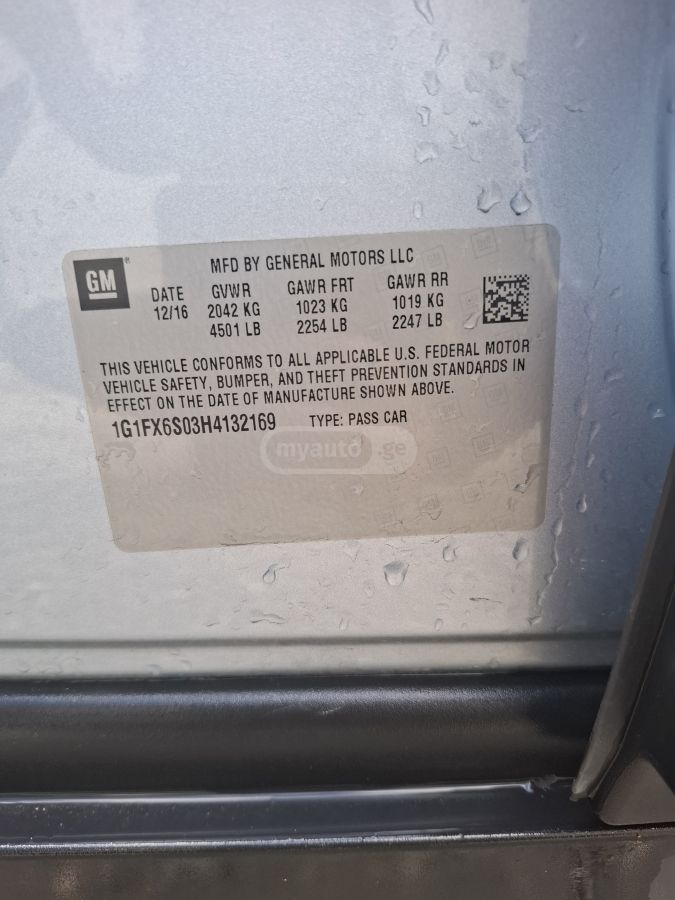 GM
MFD BY GENERAL MOTORS LLC
DATE GVWR GAWR FRT GAWR RR
12/16 2042 KG 1023 KG 1019 KG
4501 LB 2254 LB 2247 LB
THIS VEHICLE CONFORMS TO ALL APPLICABLE U.S. FEDERAL MOTOR
VEHICLE SAFETY, BUMPER, AND THEFT PREVENTION STANDARDS IN
EFFECT ON THE DATE OF MANUFACTURE SHOWN ABOVE.
1G1FX6S03H4132169 TYPE: PASS CAR
myauto.ge